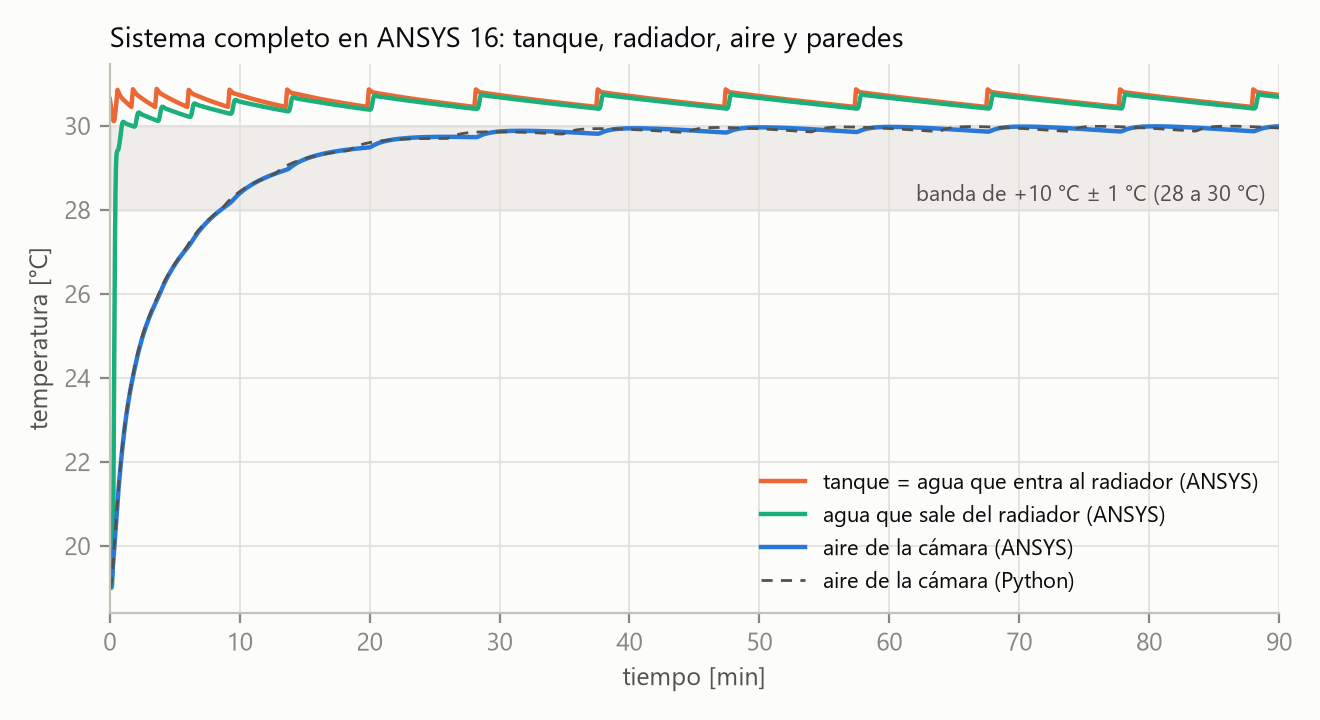 Sistema completo en ANSYS 16: tanque, radiador, aire y paredes
temperatura [°C]
30
28
26
24
22
20
banda de +10 °C ± 1 °C (28 a 30 °C)
tanque = agua que entra al radiador (ANSYS)
agua que sale del radiador (ANSYS)
aire de la cámara (ANSYS)
aire de la cámara (Python)
0 10 20 30 40 50 60 70 80 90
tiempo [min]